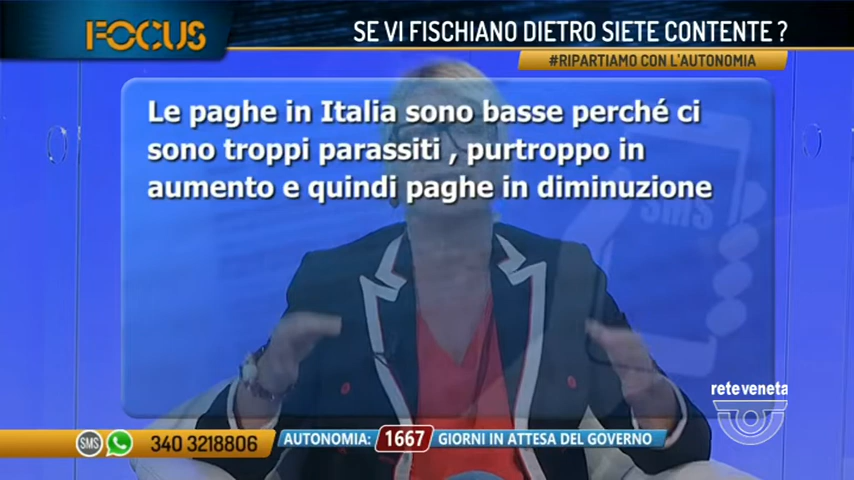 FOCUS
SE VI FISCHIANO DIETRO SIETE CONTENTE ?
#RIPARTIAMO CON L'AUTONOMIA
Le paghe in Italia sono basse perché ci
sono troppi parassiti , purtroppo in
aumento e quindi paghe in diminuzione
SMS
reteveneta
SMS 340 3218806
AUTONOMIA: 1667 GIORNI IN ATTESA DEL GOVERNO